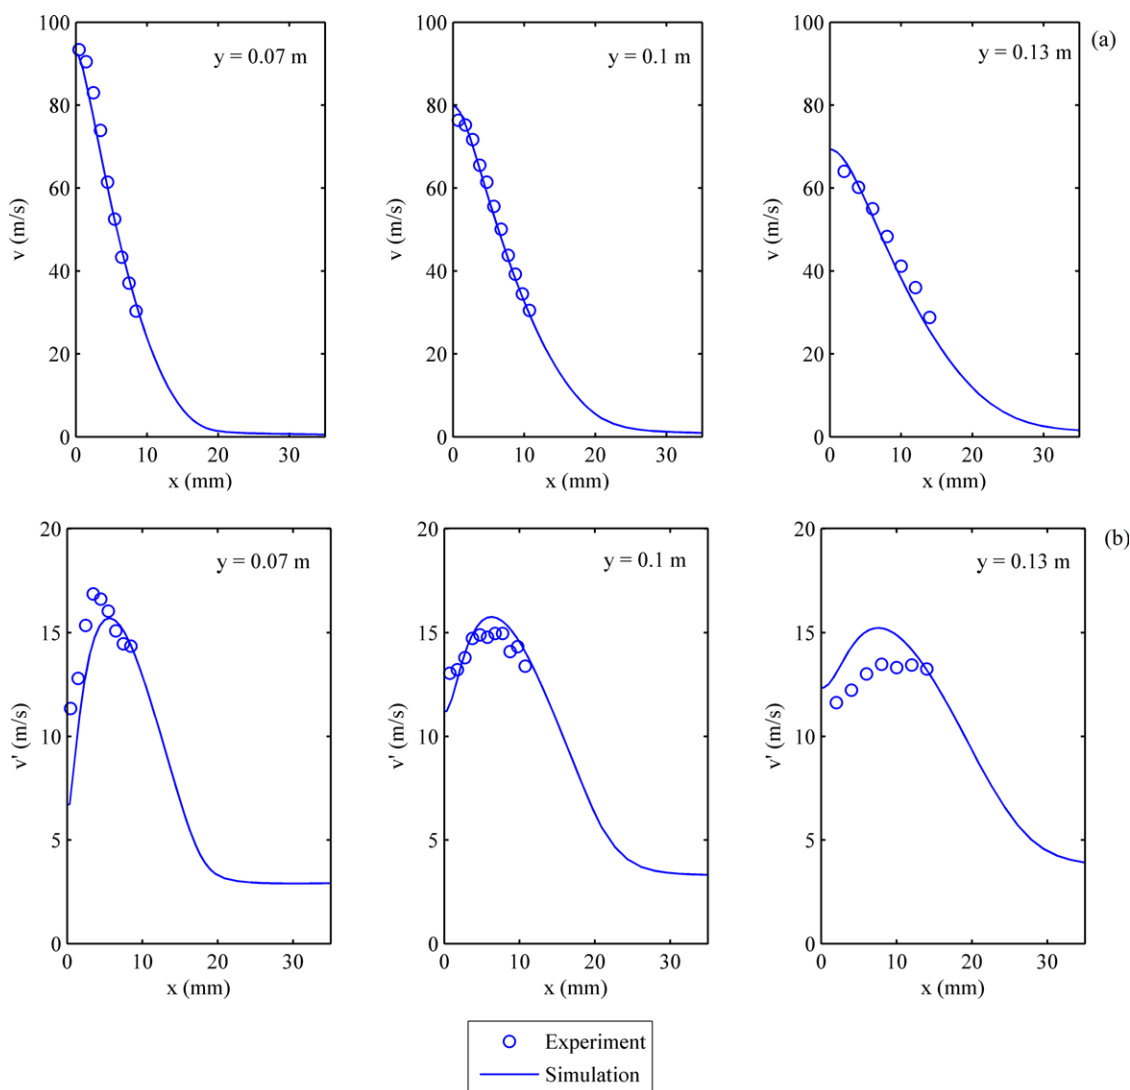 100
80
60
40
20
0
v (m/s)
y = 0.07 m
0 10 20 30
x (mm)
100
80
60
40
20
0
v (m/s)
y = 0.1 m
0 10 20 30
x (mm)
100
80
60
40
20
0
v (m/s)
y = 0.13 m
0 10 20 30
x (mm)
(a)
20
15
10
5
0
v' (m/s)
y = 0.07 m
0 10 20 30
x (mm)
20
15
10
5
0
v' (m/s)
y = 0.1 m
0 10 20 30
x (mm)
20
15
10
5
0
v' (m/s)
y = 0.13 m
0 10 20 30
x (mm)
(b)
Experiment
Simulation